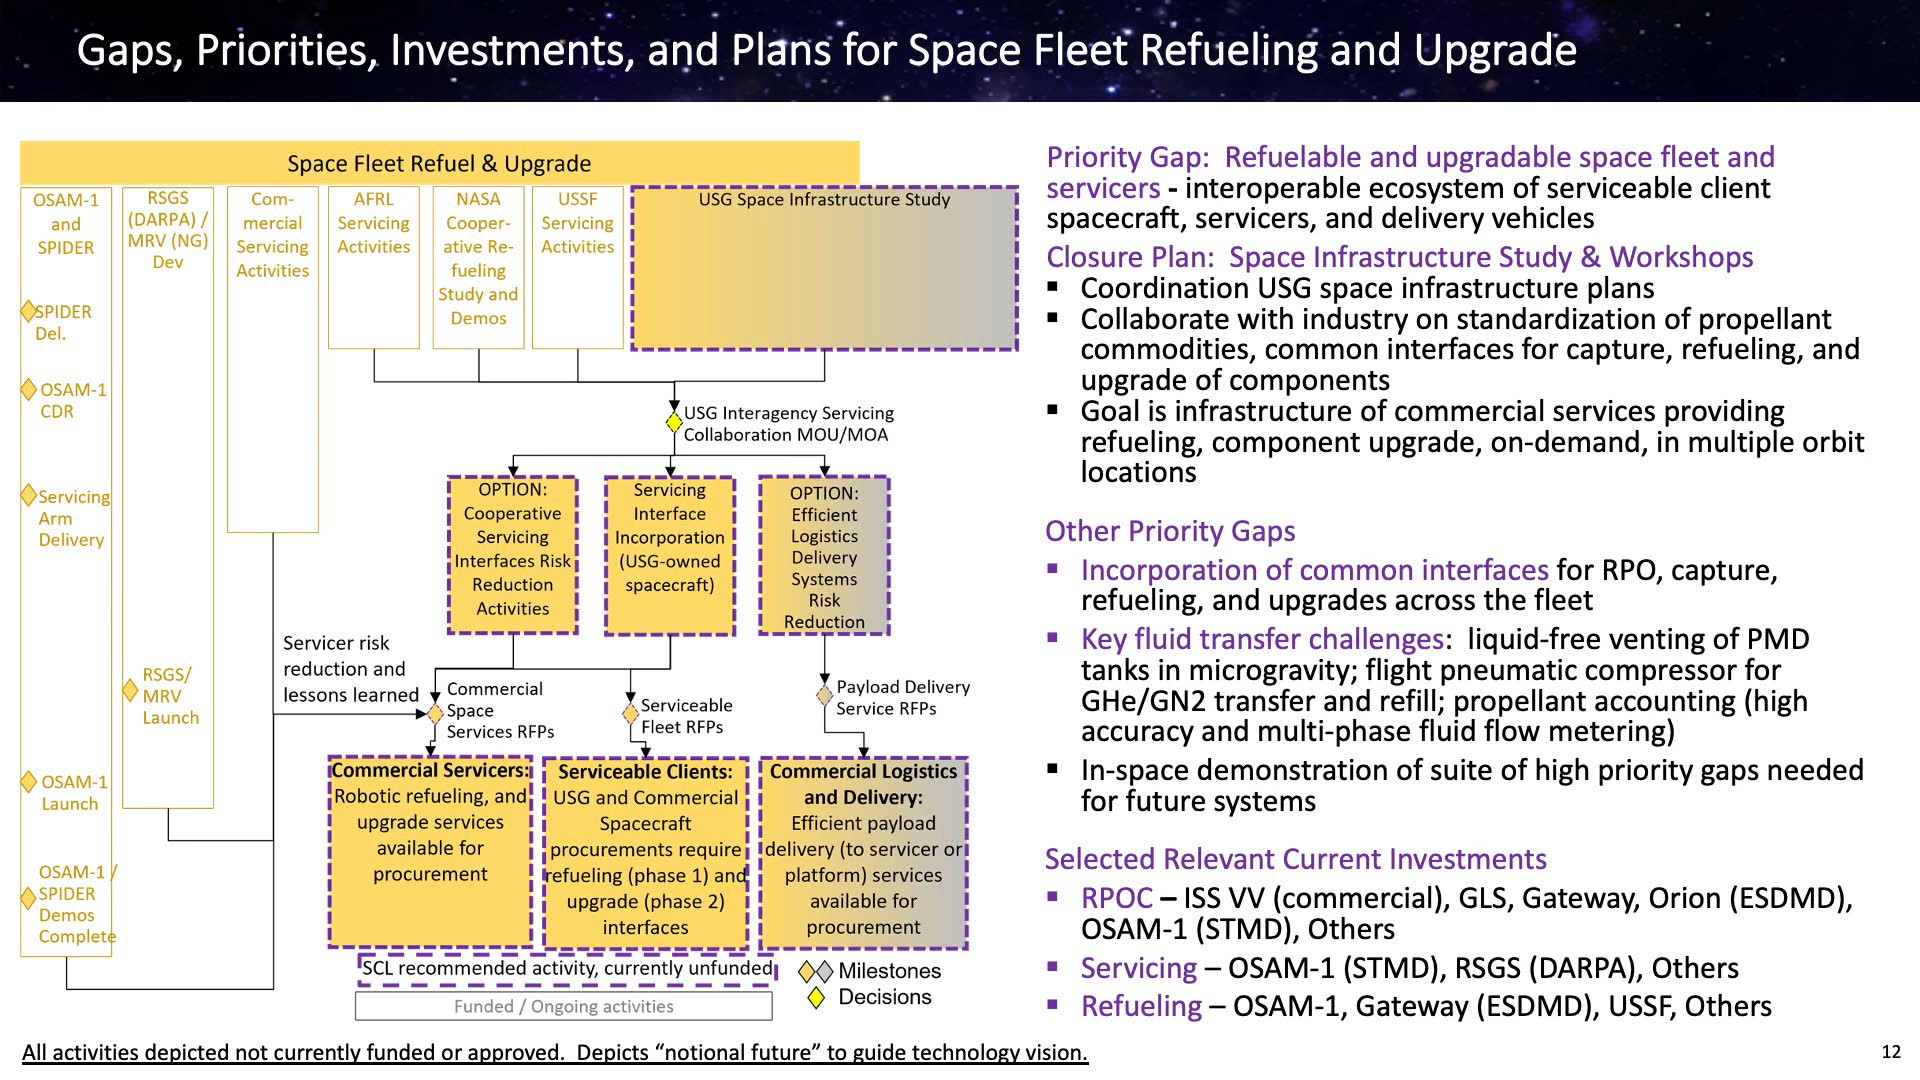 Gaps, Priorities, Investments, and Plans for Space Fleet Refueling and Upgrade
Space Fleet Refuel & Upgrade
OSAM-1
and
SPIDER
SPIDER
Del.
OSAM-1
CDR
Servicing
Arm
Delivery
OSAM-1
Launch
OSAM-1 /
SPIDER
Demos
Complete
RSGS
(DARPA) /
MRV (NG)
Dev
RSGS/
MRV
Launch
Com-
mercial
Servicing
Activities
AFRL
Servicing
Activities
NASA
Cooper-
ative Re-
fueling
Study and
Demos
USSF
Servicing
Activities
USG Space Infrastructure Study
USG Interagency Servicing
Collaboration MOU/MOA
OPTION:
Cooperative
Servicing
Interfaces Risk
Reduction
Activities
Servicing
Interface
Incorporation
(USG-owned
spacecraft)
OPTION:
Efficient
Logistics
Delivery
Systems
Risk
Reduction
Servicer risk
reduction and
lessons learned
Commercial
Space
Services RFPs
Serviceable
Fleet RFPs
Payload Delivery
Service RFPs
Commercial Servicers:
Robotic refueling, and
upgrade services
available for
procurement
Serviceable Clients:
USG and Commercial
Spacecraft
procurements require
refueling (phase 1) and
upgrade (phase 2)
interfaces
Commercial Logistics
and Delivery:
Efficient payload
delivery (to servicer or
platform) services
available for
procurement
SCL recommended activity, currently unfunded
Funded / Ongoing activities
Milestones
Decisions
Priority Gap: Refuelable and upgradable space fleet and
servicers - interoperable ecosystem of serviceable client
spacecraft, servicers, and delivery vehicles
Closure Plan: Space Infrastructure Study & Workshops
▪ Coordination USG space infrastructure plans
▪ Collaborate with industry on standardization of propellant
commodities, common interfaces for capture, refueling, and
upgrade of components
▪ Goal is infrastructure of commercial services providing
refueling, component upgrade, on-demand, in multiple orbit
locations
Other Priority Gaps
▪ Incorporation of common interfaces for RPO, capture,
refueling, and upgrades across the fleet
▪ Key fluid transfer challenges: liquid-free venting of PMD
tanks in microgravity; flight pneumatic compressor for
GHe/GN2 transfer and refill; propellant accounting (high
accuracy and multi-phase fluid flow metering)
▪ In-space demonstration of suite of high priority gaps needed
for future systems
Selected Relevant Current Investments
▪ RPOC – ISS VV (commercial), GLS, Gateway, Orion (ESDMD),
OSAM-1 (STMD), Others
▪ Servicing – OSAM-1 (STMD), RSGS (DARPA), Others
▪ Refueling – OSAM-1, Gateway (ESDMD), USSF, Others
All activities depicted not currently funded or approved. Depicts “notional future” to guide technology vision.
12